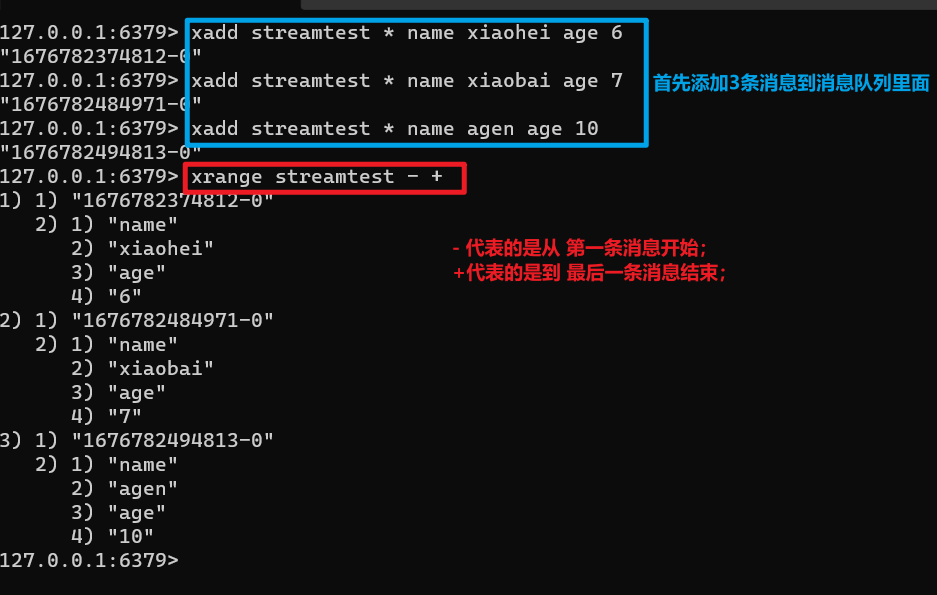 127.0.0.1:6379> xadd streamtest * name xiaohei age 6
"1676782374812-0"
127.0.0.1:6379> xadd streamtest * name xiaobai age 7
首先添加3条消息到消息队列里面
"1676782484971-0"
127.0.0.1:6379> xadd streamtest * name agen age 10
"1676782494813-0"
127.0.0.1:6379> xrange streamtest - +
1) 1) "1676782374812-0"
   2) 1) "name"
      2) "xiaohei"
- 代表的是从 第一条消息开始;
      3) "age"
+代表的是到 最后一条消息结束;
      4) "6"
2) 1) "1676782484971-0"
   2) 1) "name"
      2) "xiaobai"
      3) "age"
      4) "7"
3) 1) "1676782494813-0"
   2) 1) "name"
      2) "agen"
      3) "age"
      4) "10"
127.0.0.1:6379>